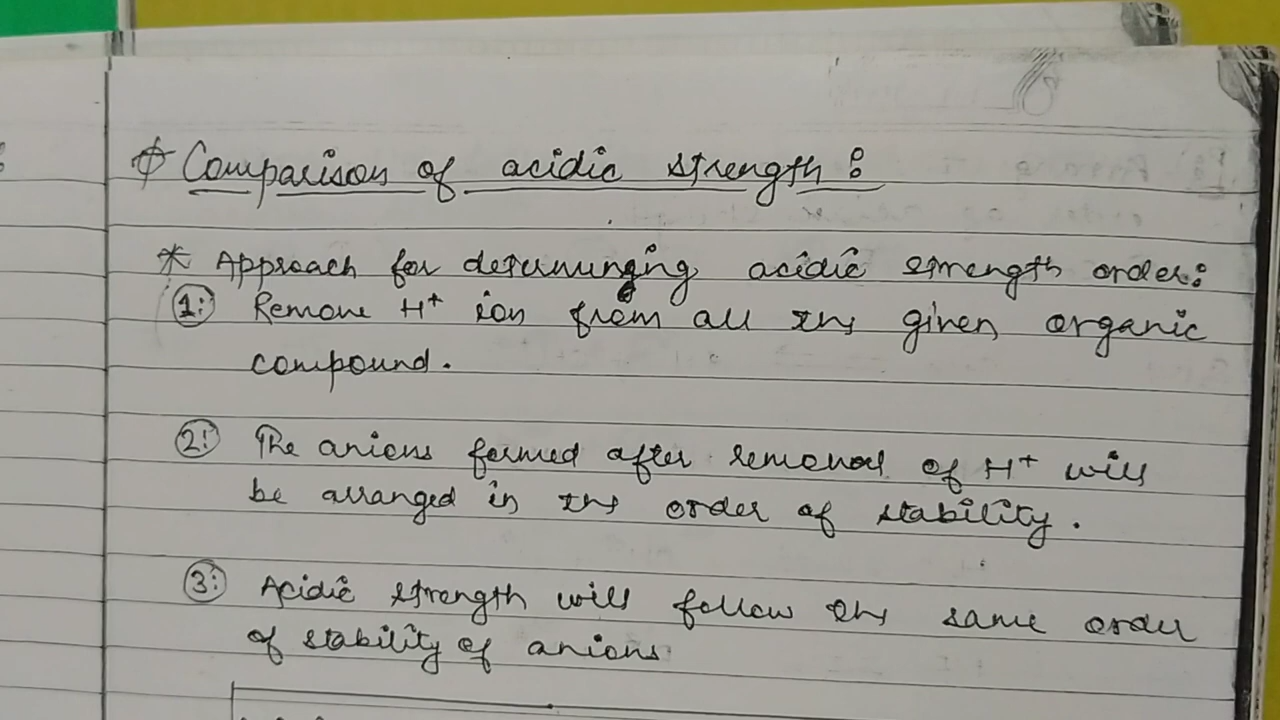 Comparison of acidic strength :
* Approach for determining acidic strength order:
1: Remove H+ ion from all the given organic
compound.
2: The anions formed after removal of H+ will
be arranged in the order of stability.
3: Acidic strength will follow the same order
of stability of anions